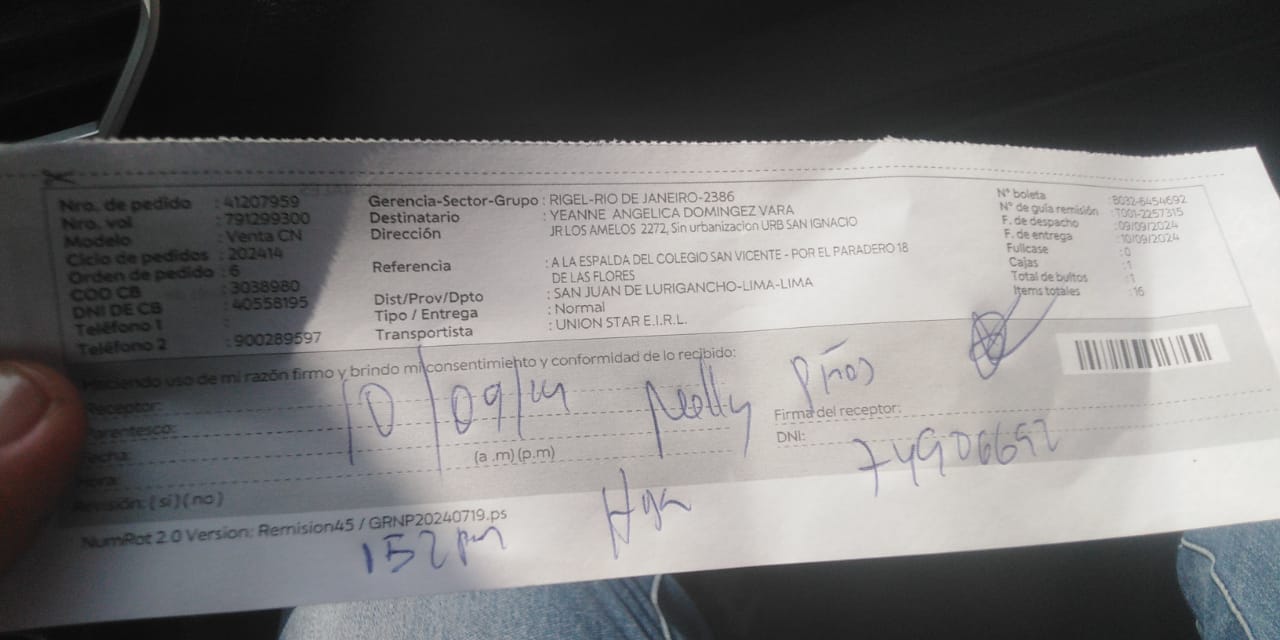 Nro. de pedido : 41207959
Nro. vol : 791299300
Modelo : Venta CN
Ciclo de pedidos : 202414
Orden de pedido : 6
COD CB : 3038980
DNI DE CB : 40558195
Teléfono 1 :
Teléfono 2 : 900289597
Gerencia-Sector-Grupo : RIGEL-RIO DE JANEIRO-2386
Destinatario : YEANNE ANGELICA DOMINGEZ VARA
Dirección JR LOS AMELOS 2272, Sin urbanizacion URB SAN IGNACIO
Referencia : A LA ESPALDA DEL COLEGIO SAN VICENTE - POR EL PARADERO 18
DE LAS FLORES
Dist/Prov/Dpto : SAN JUAN DE LURIGANCHO-LIMA-LIMA
Tipo / Entrega : Normal
Transportista : UNION STAR E.I.R.L.
N° boleta : B032-6454692
N° de guia remisión : T001-2257315
F. de despacho : 09/09/2024
F. de entrega : 10/09/2024
Fullcase : 0
Cajas : 1
Total de bultos : 1
Items totales : 16
Haciendo uso de mi razón firmo y brindo mi consentimiento y conformidad de lo recibido:
Receptor:
Parentesco:
Fecha:
Hora: (a .m) (p.m)
Revisión: ( si ) ( no )
10/09/24
Nelly Piños
Firma del receptor:
DNI: 74906692
NumRot 2.0 Version: Remision45 / GRNP20240719.ps
152 pm